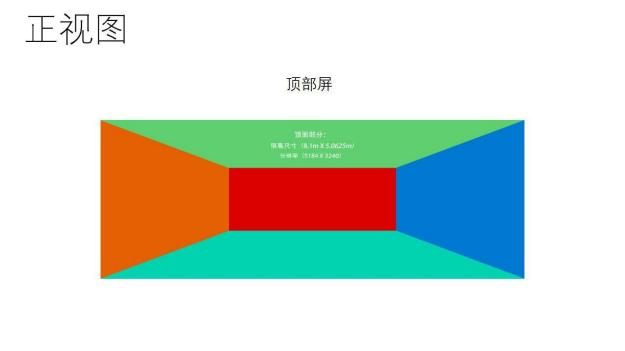 正视图
顶部屏
顶面部分：
屏幕尺寸（8.1m X 5.0625m）
分辨率（5184 X 3240）